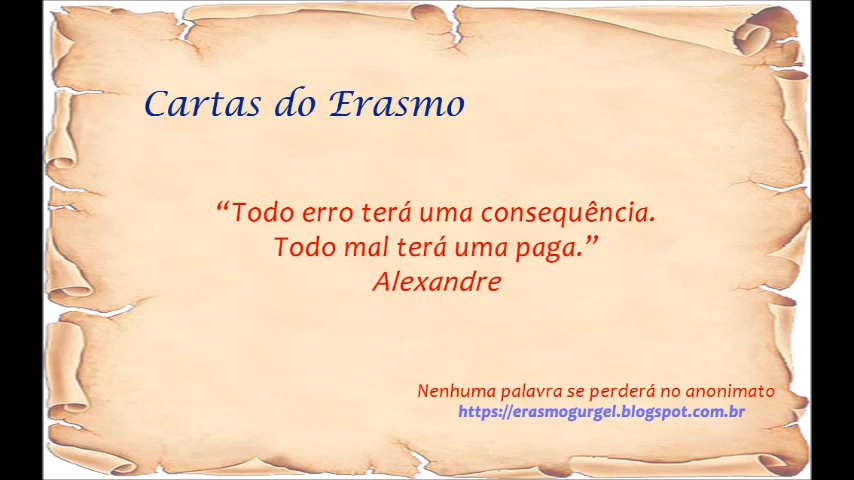 Cartas do Erasmo
“Todo erro terá uma consequência.
Todo mal terá uma paga.”
Alexandre
Nenhuma palavra se perderá no anonimato
https://erasmogurgel.blogspot.com.br